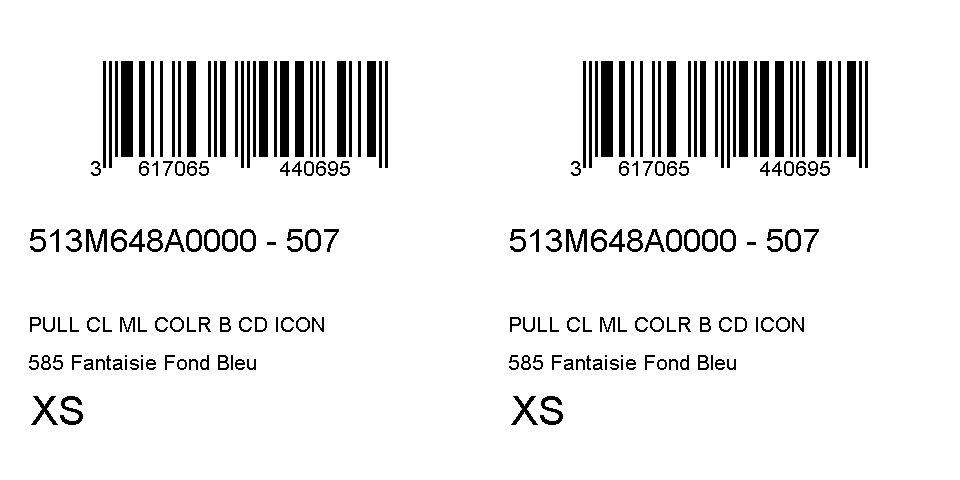 3 617065 440695
513M648A0000 - 507
PULL CL ML COLR B CD ICON
585 Fantaisie Fond Bleu
XS
3 617065 440695
513M648A0000 - 507
PULL CL ML COLR B CD ICON
585 Fantaisie Fond Bleu
XS